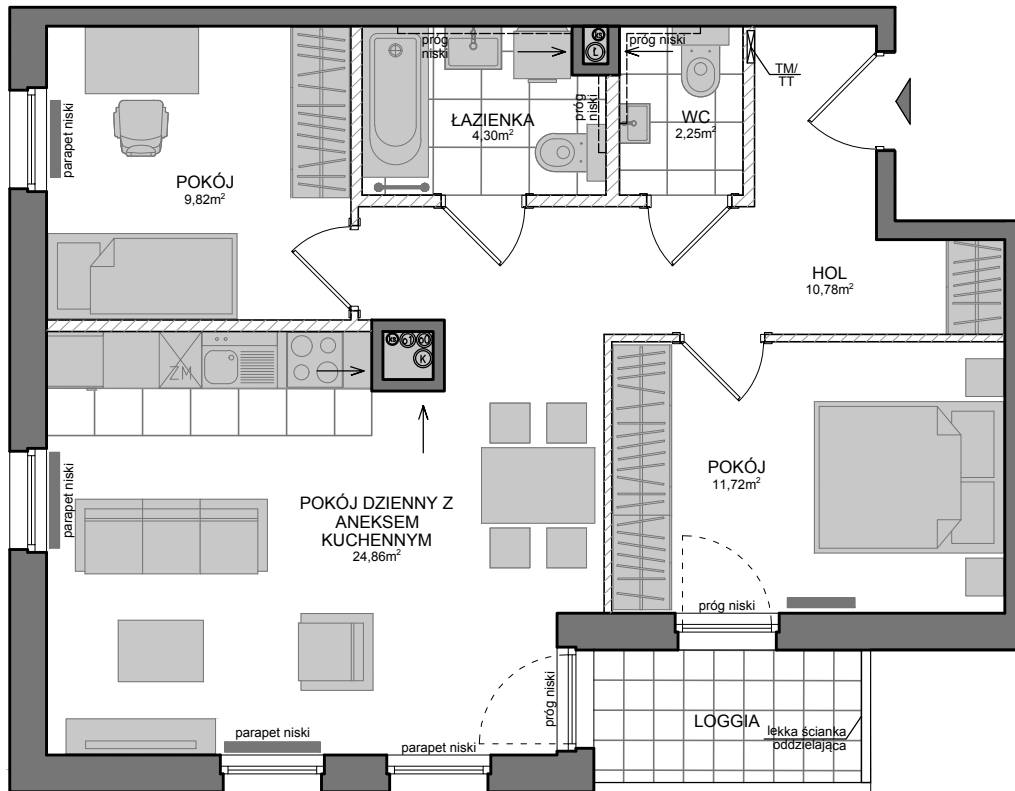 próg
niski
KS
L
próg niski
TM/
TT
ŁAZIENKA
4,30m²
próg
niski
WC
2,25m²
parapet niski
POKÓJ
9,82m²
HOL
10,78m²
ZM
K
parapet niski
POKÓJ
11,72m²
POKÓJ DZIENNY Z
ANEKSEM
KUCHENNYM
24,86m²
próg niski
próg niski
parapet niski
parapet niski
LOGGIA
lekka ścianka
oddzielająca